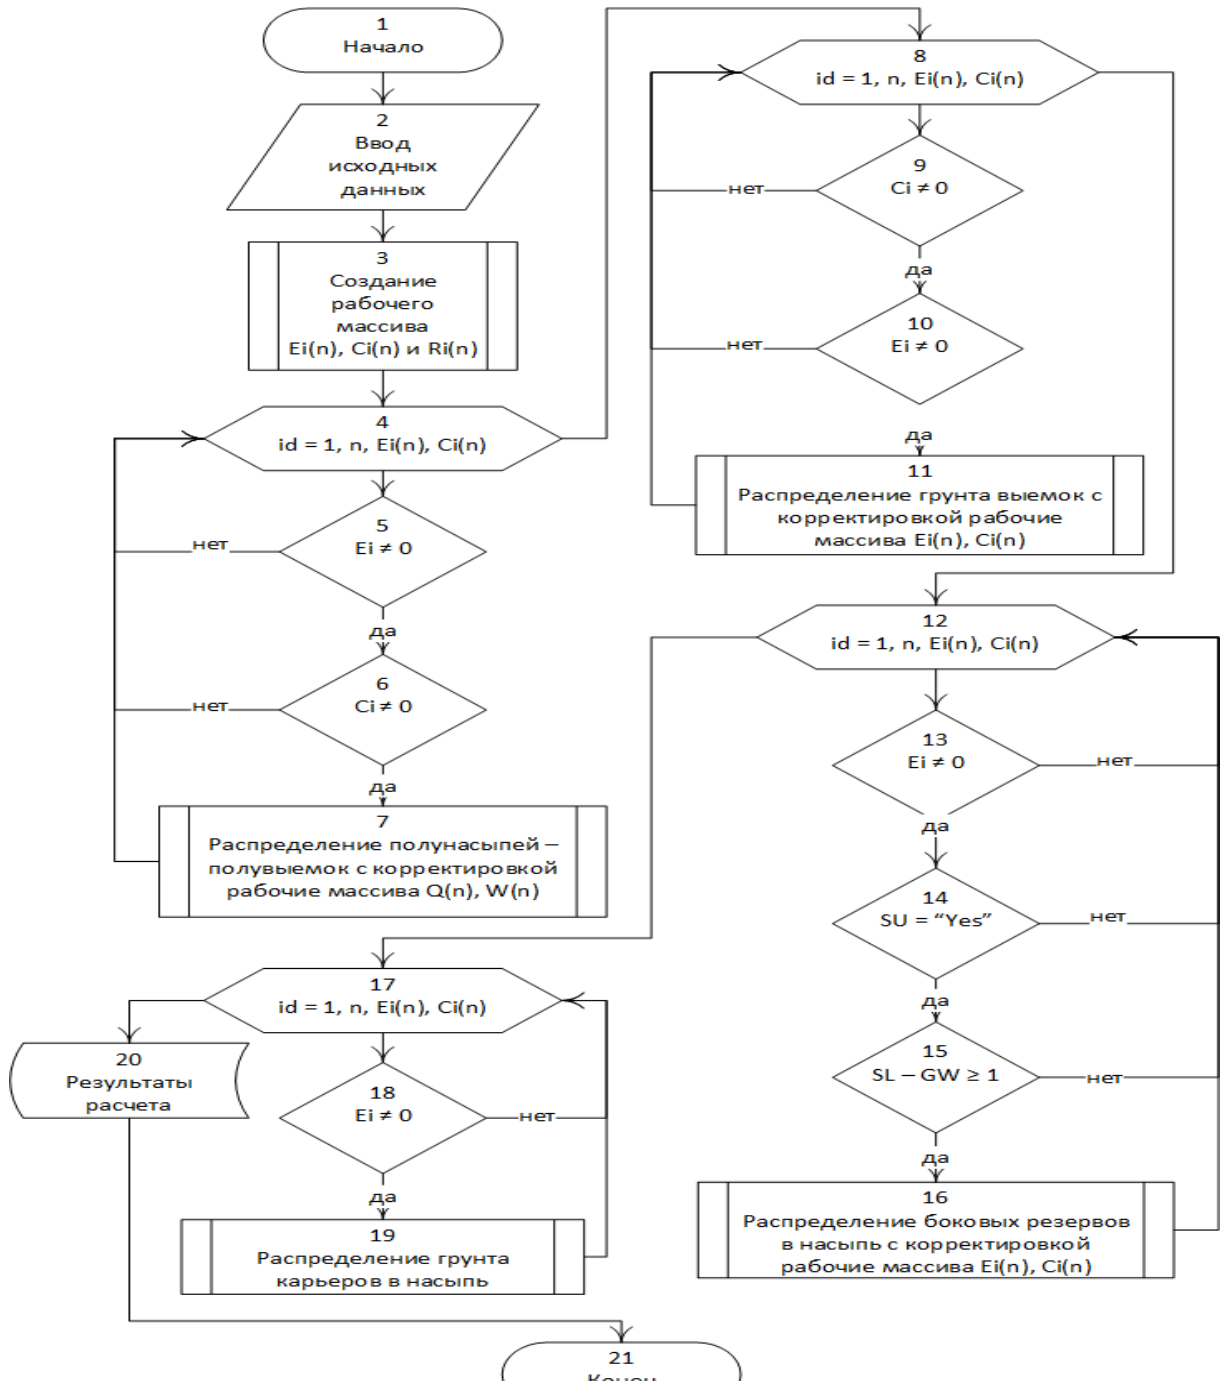 1
Начало
2
Ввод
исходных
данных
3
Создание
рабочего
массива
Ei(n), Ci(n) и Ri(n)
4
id = 1, n, Ei(n), Ci(n)
5
Ei ≠ 0
нет
да
6
Ci ≠ 0
нет
да
7
Распределение полунасыпей –
полувыемок с корректировкой
рабочие массива Q(n), W(n)
8
id = 1, n, Ei(n), Ci(n)
9
Ci ≠ 0
нет
да
10
Ei ≠ 0
нет
да
11
Распределение грунта выемок с
корректировкой рабочие
массива Ei(n), Ci(n)
12
id = 1, n, Ei(n), Ci(n)
13
Ei ≠ 0
нет
да
14
SU = “Yes”
нет
да
15
SL – GW ≥ 1
нет
да
16
Распределение боковых резервов
в насыпь с корректировкой
рабочие массива Ei(n), Ci(n)
17
id = 1, n, Ei(n), Ci(n)
18
Ei ≠ 0
нет
да
19
Распределение грунта
карьеров в насыпь
20
Результаты
расчета
21
Конец